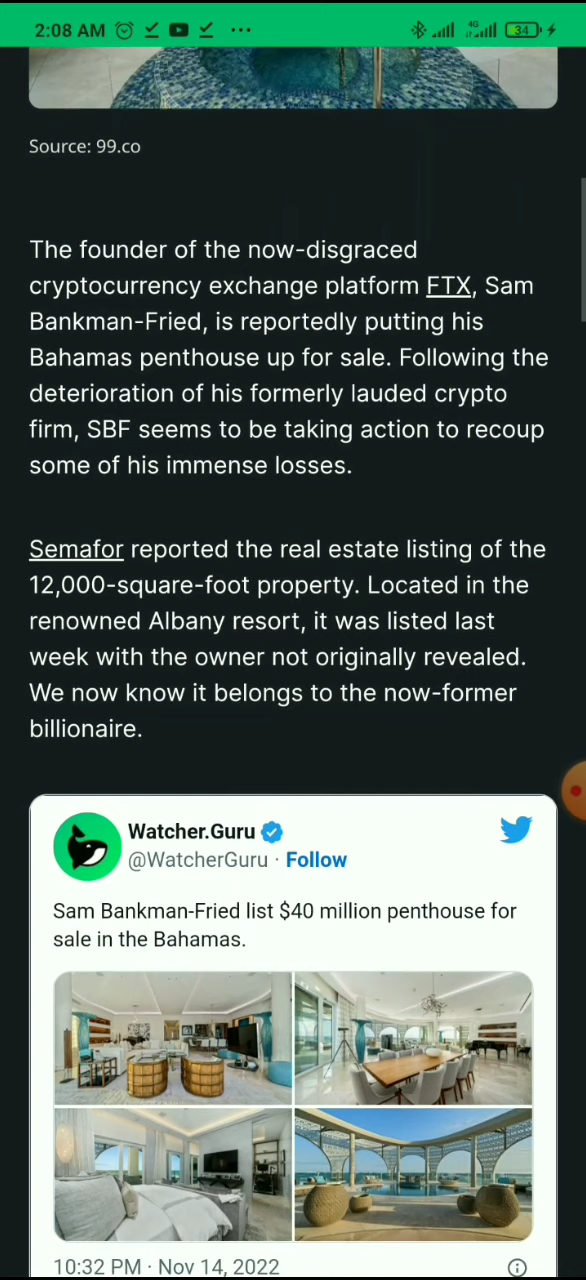 2:08 AM
4G
34
Source: 99.co
The founder of the now-disgraced
cryptocurrency exchange platform FTX, Sam
Bankman-Fried, is reportedly putting his
Bahamas penthouse up for sale. Following the
deterioration of his formerly lauded crypto
firm, SBF seems to be taking action to recoup
some of his immense losses.
Semafor reported the real estate listing of the
12,000-square-foot property. Located in the
renowned Albany resort, it was listed last
week with the owner not originally revealed.
We now know it belongs to the now-former
billionaire.
Watcher.Guru
@WatcherGuru · Follow
Sam Bankman-Fried list $40 million penthouse for
sale in the Bahamas.
10:32 PM · Nov 14, 2022